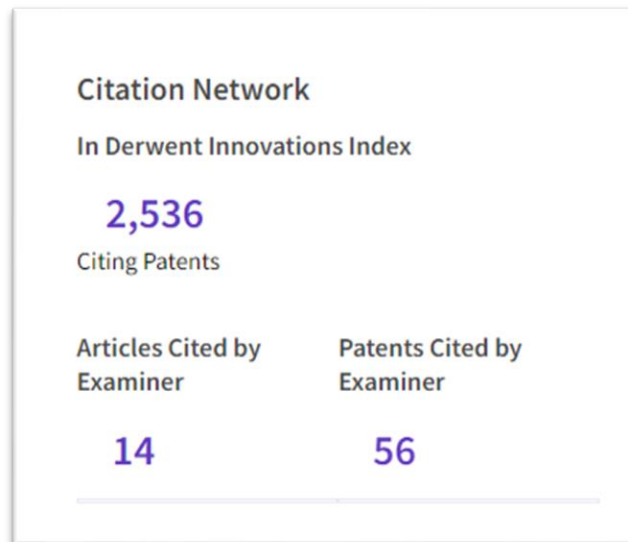 Citation Network
In Derwent Innovations Index
2,536
Citing Patents
Articles Cited by
Examiner
14
Patents Cited by
Examiner
56